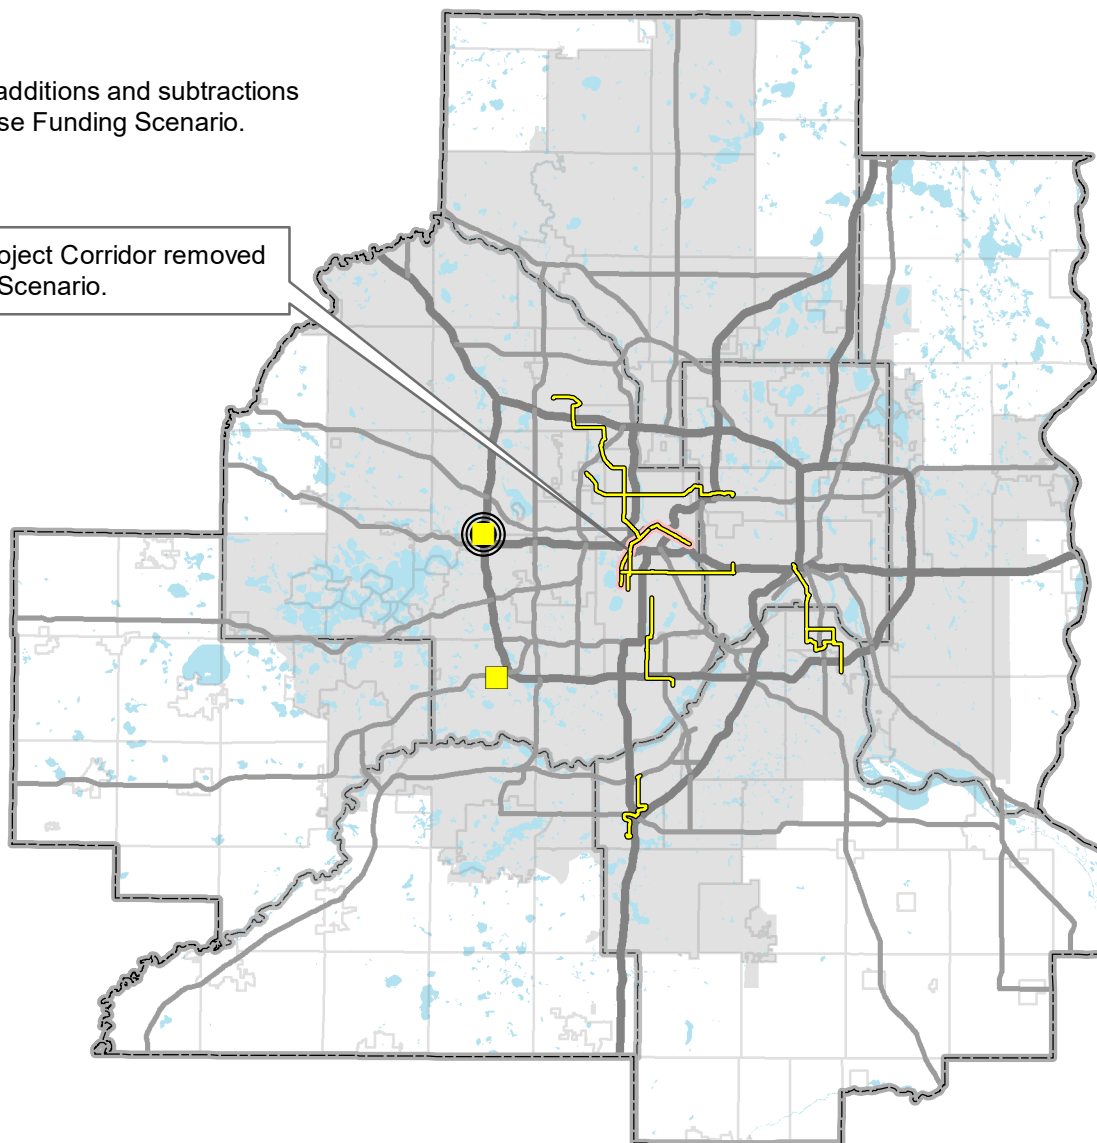 additions and subtractions
se Funding Scenario.
oject Corridor removed
Scenario.